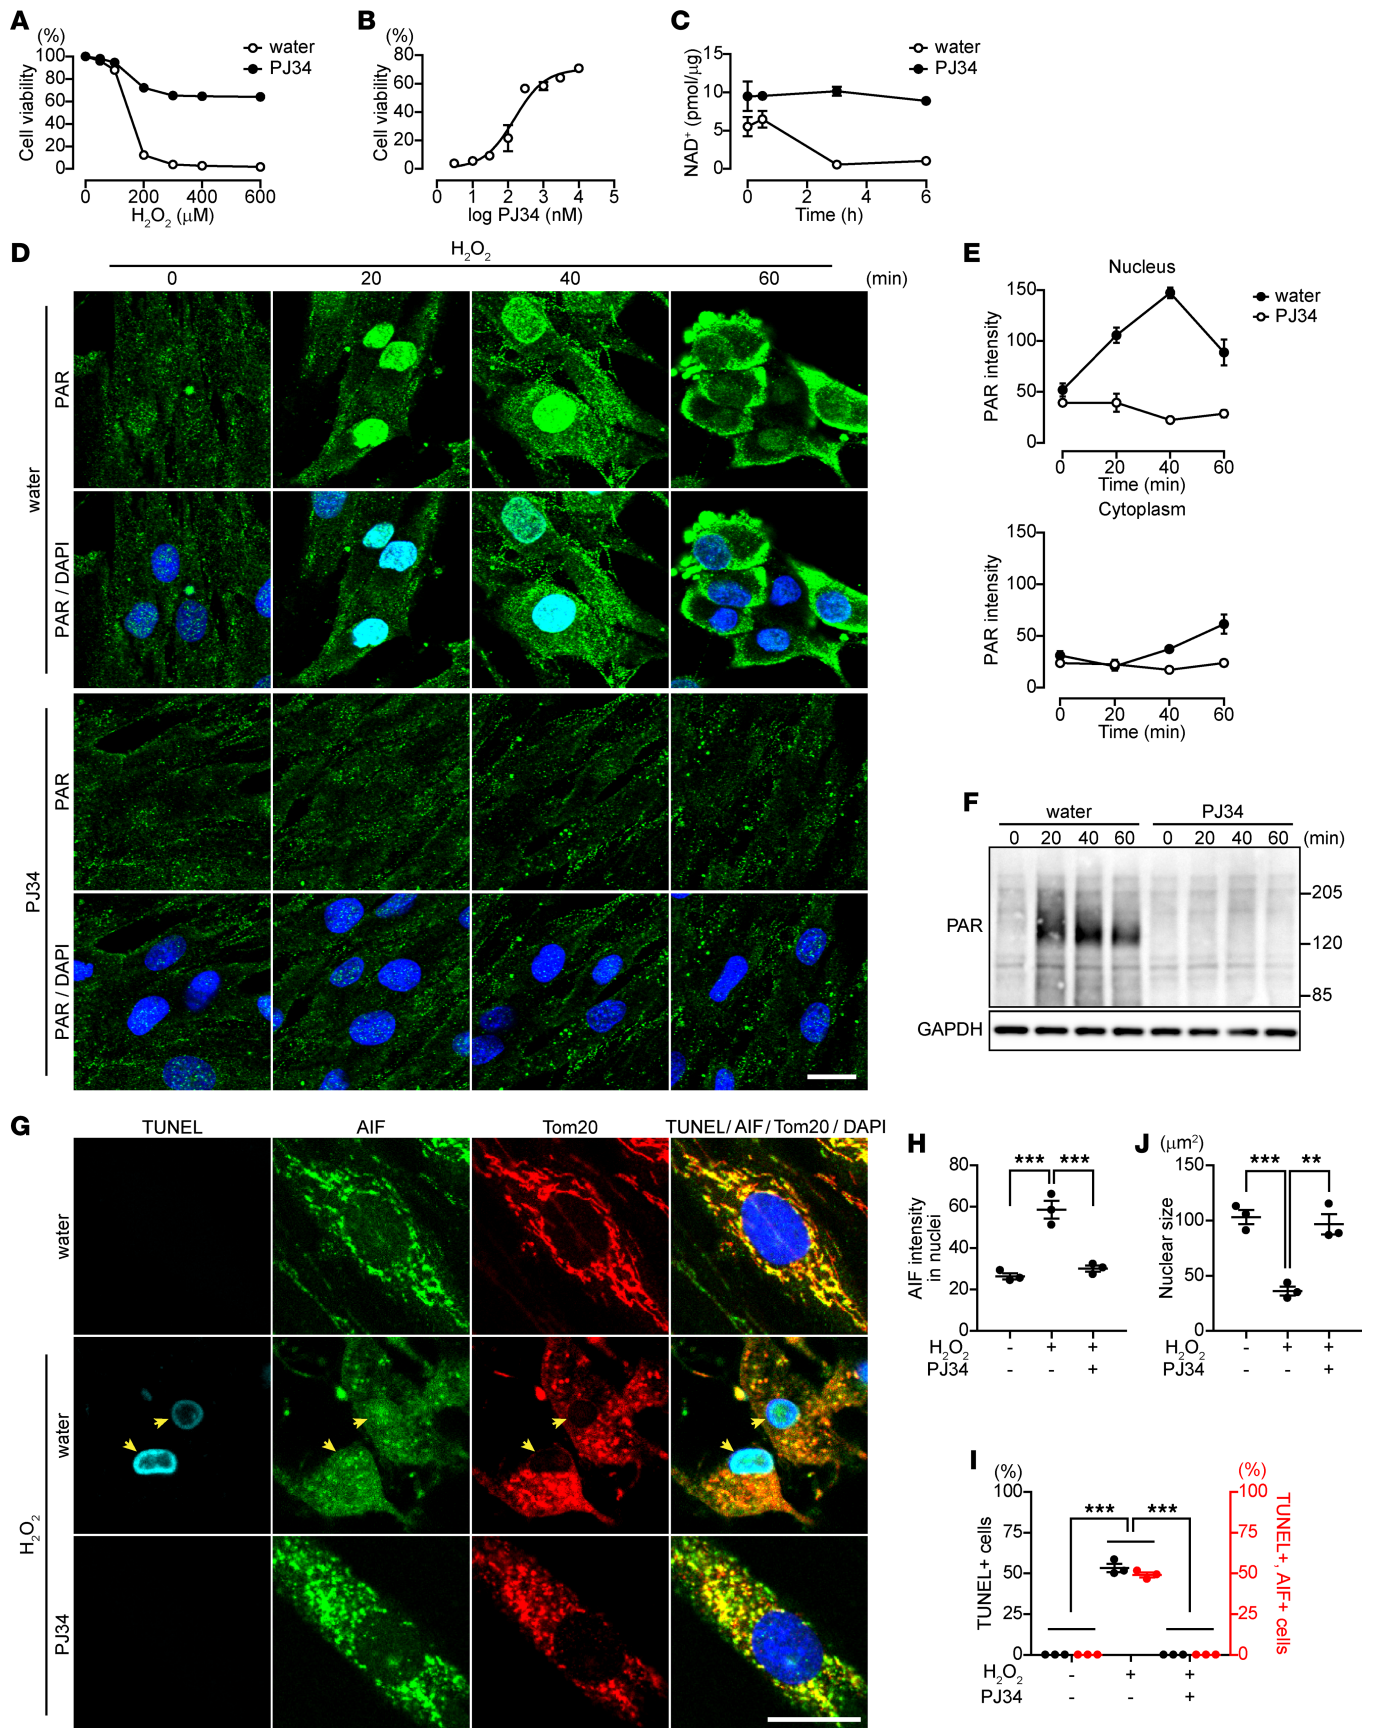 A
(%)
Cell viability
100
80
60
40
20
0
0 200 400 600
H₂O₂ (μM)
water
PJ34
B
(%)
Cell viability
80
60
40
20
0
0 1 2 3 4 5
log PJ34 (nM)
C
NAD⁺ (pmol/μg)
15
10
5
0
0 2 4 6
Time (h)
water
PJ34
D
H₂O₂
0 20 40 60 (min)
water
PAR
PAR / DAPI
PJ34
PAR
PAR / DAPI
E
Nucleus
PAR intensity
150
100
50
0
0 20 40 60
Time (min)
water
PJ34
Cytoplasm
PAR intensity
150
100
50
0
0 20 40 60
Time (min)
F
water PJ34
0 20 40 60 0 20 40 60 (min)
PAR
205
120
85
GAPDH
G
TUNEL AIF Tom20 TUNEL/ AIF / Tom20 / DAPI
water
H₂O₂
water
PJ34
H
AIF intensity
in nuclei
80
60
40
20
0
*** ***
H₂O₂ - + +
PJ34 - - +
J
(μm²)
Nuclear size
150
100
50
0
*** **
H₂O₂ - + +
PJ34 - - +
I
(%)
TUNEL+ cells
100
75
50
25
0
*** ***
(%)
TUNEL+, AIF+ cells
100
75
50
25
0
H₂O₂ - + +
PJ34 - - +